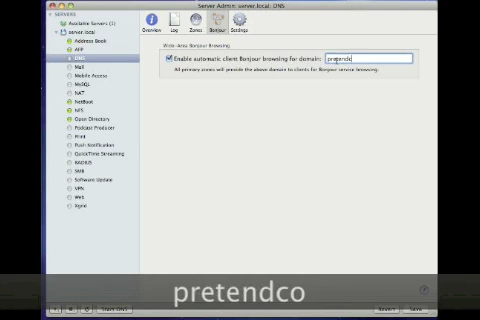 Server Admin: server.local: DNS
SERVERS
Available Servers (1)
server.local
Address Book
AFP
DNS
Mail
Mobile Access
MySQL
NAT
NetBoot
NFS
Open Directory
Podcast Producer
Print
Push Notification
QuickTime Streaming
RADIUS
SMB
Software Update
VPN
Web
Xgrid
Overview
Log
Zones
Bonjour
Settings
Wide-Area Bonjour Browsing
Enable automatic client Bonjour browsing for domain:
pretendc
All primary zones will provide the above domain to clients for Bonjour service browsing.
pretendco
Start DNS
Revert
Save